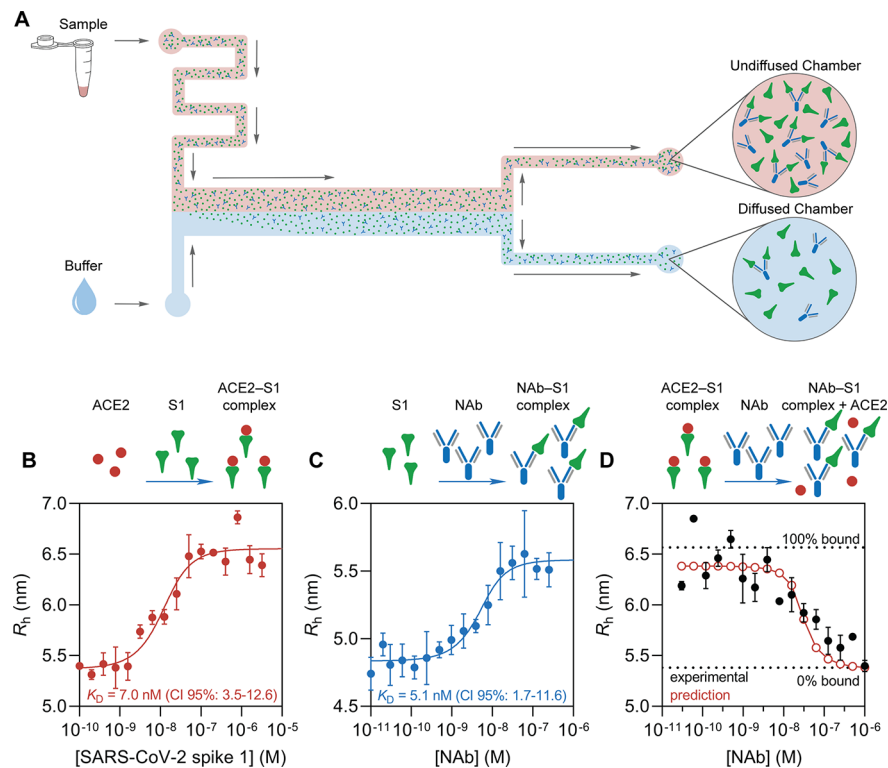 A
Sample
Undiffused Chamber
Diffused Chamber
Buffer
B
ACE2
S1
ACE2–S1
complex
7.0
6.5
6.0
5.5
5.0
Rh (nm)
KD = 7.0 nM (CI 95%: 3.5-12.6)
10-10 10-9 10-8 10-7 10-6 10-5
[SARS-CoV-2 spike 1] (M)
C
S1
NAb
NAb–S1
complex
6.0
5.5
5.0
4.5
Rh (nm)
KD = 5.1 nM (CI 95%: 1.7-11.6)
10-11 10-10 10-9 10-8 10-7 10-6
[NAb] (M)
D
ACE2–S1
complex
NAb
NAb–S1
complex + ACE2
7.0
6.5
6.0
5.5
5.0
Rh (nm)
100% bound
0% bound
experimental
prediction
10-11 10-10 10-9 10-8 10-7 10-6
[NAb] (M)